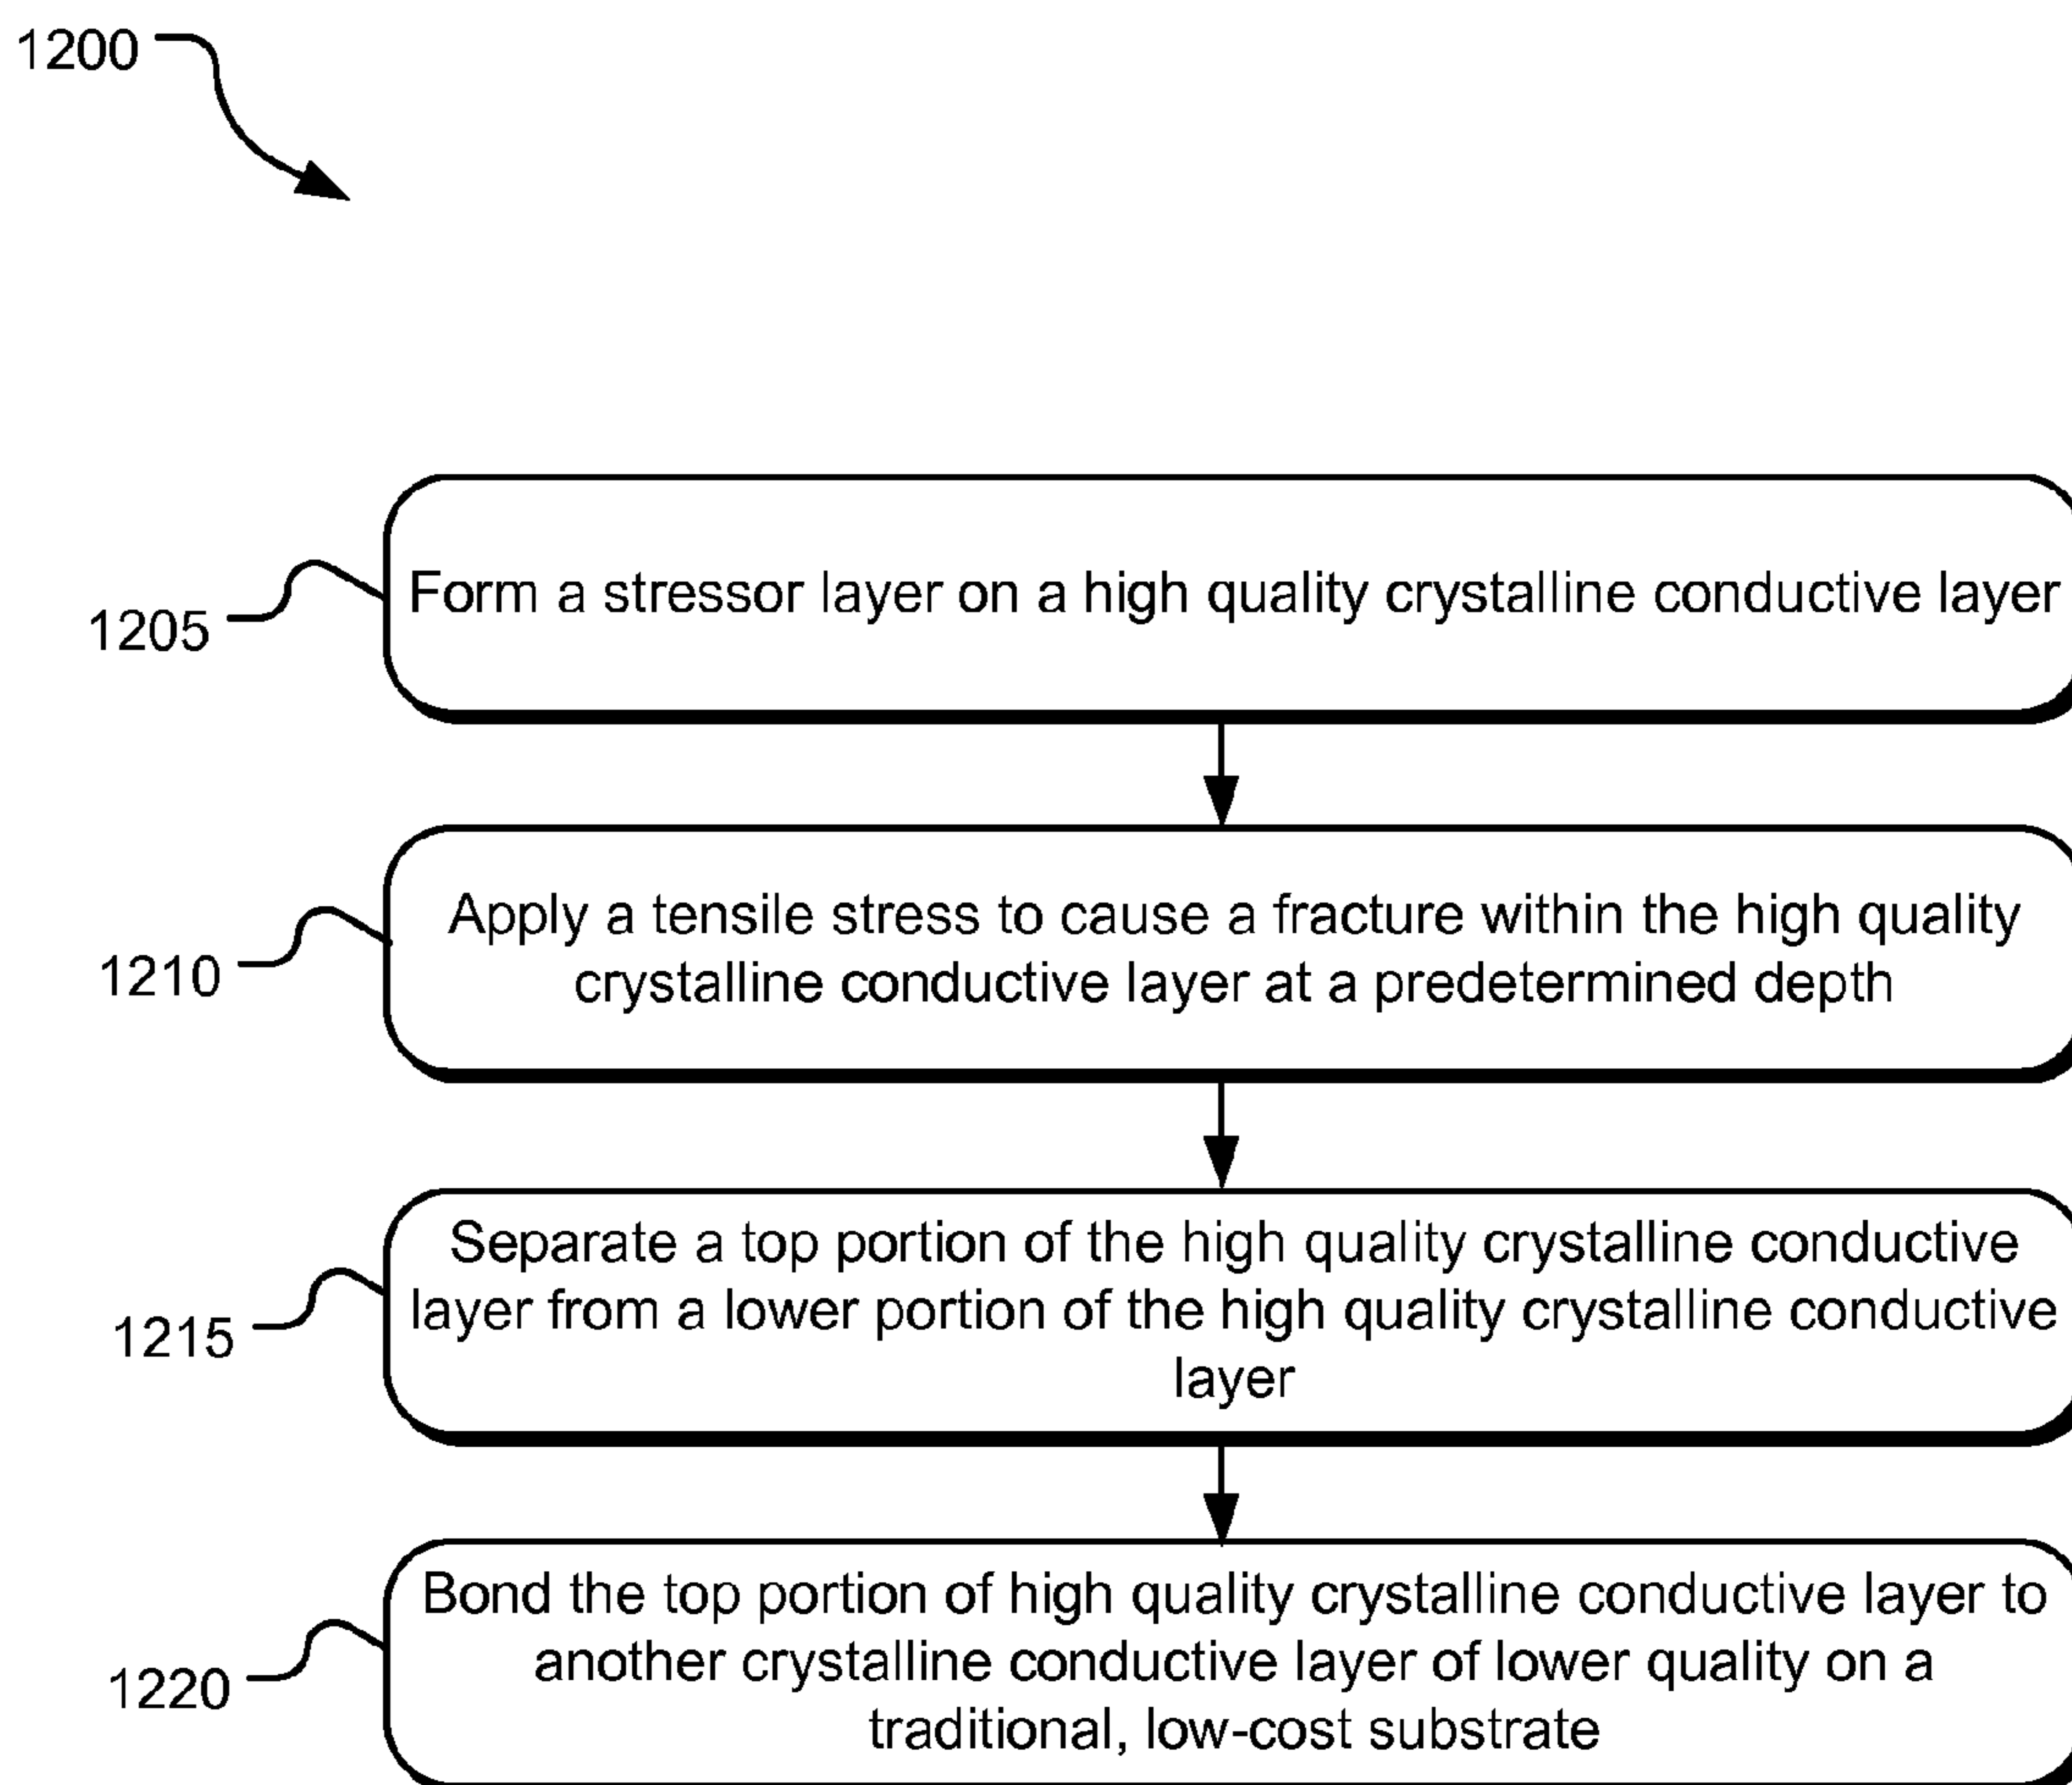 1200
Form a stressor layer on a high quality crystalline conductive layer
1205
Apply a tensile stress to cause a fracture within the high quality
crystalline conductive layer at a predetermined depth
1210
Separate a top portion of the high quality crystalline conductive
layer from a lower portion of the high quality crystalline conductive
layer
1215
Bond the top portion of high quality crystalline conductive layer to
another crystalline conductive layer of lower quality on a
traditional, low-cost substrate
1220